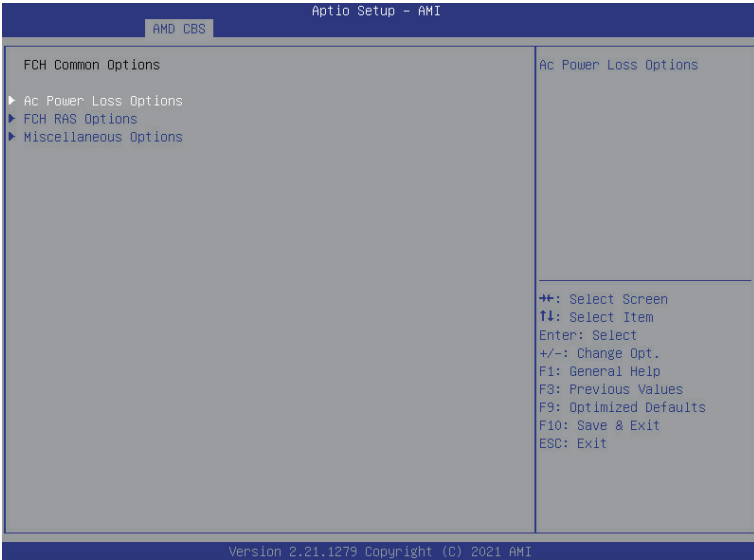 Aptio Setup – AMI
AMD CBS
FCH Common Options
Ac Power Loss Options
FCH RAS Options
Miscellaneous Options
Ac Power Loss Options
→←: Select Screen
↑↓: Select Item
Enter: Select
+/-: Change Opt.
F1: General Help
F3: Previous Values
F9: Optimized Defaults
F10: Save & Exit
ESC: Exit
Version 2.21.1279 Copyright (C) 2021 AMI